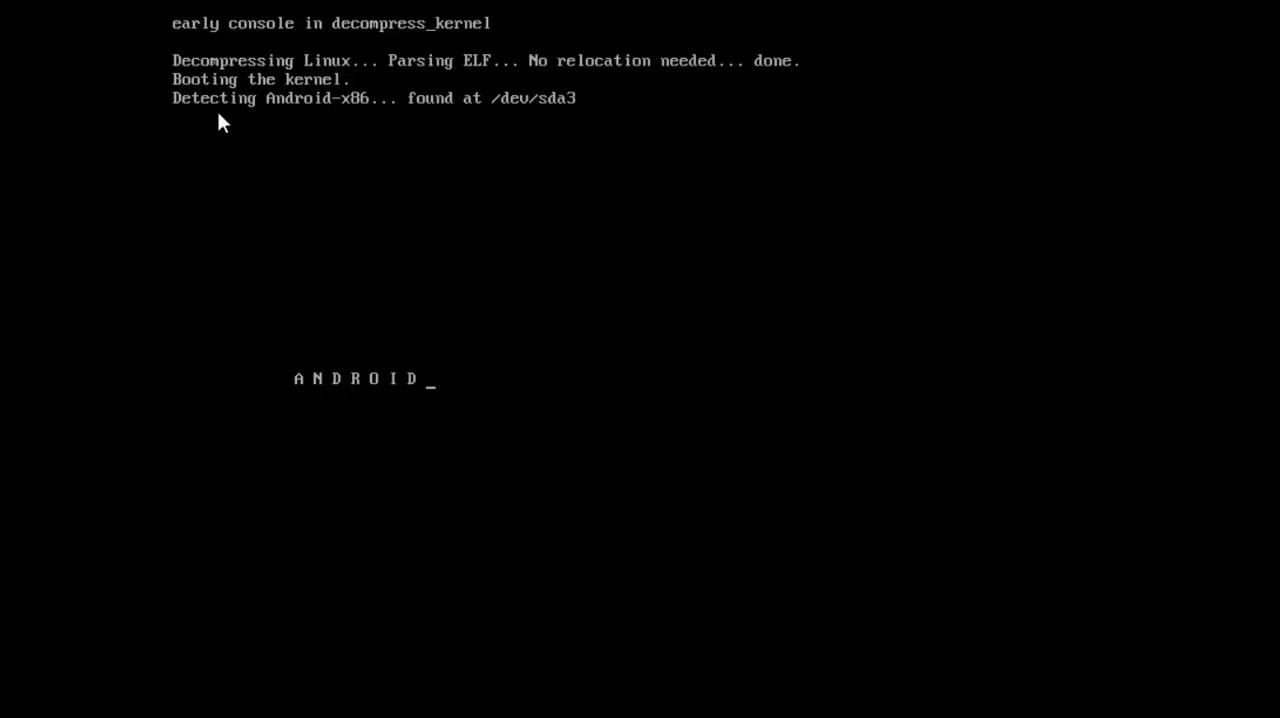 early console in decompress_kernel
Decompressing Linux... Parsing ELF... No relocation needed... done.
Booting the kernel.
Detecting Android-x86... found at /dev/sda3
A N D R O I D _